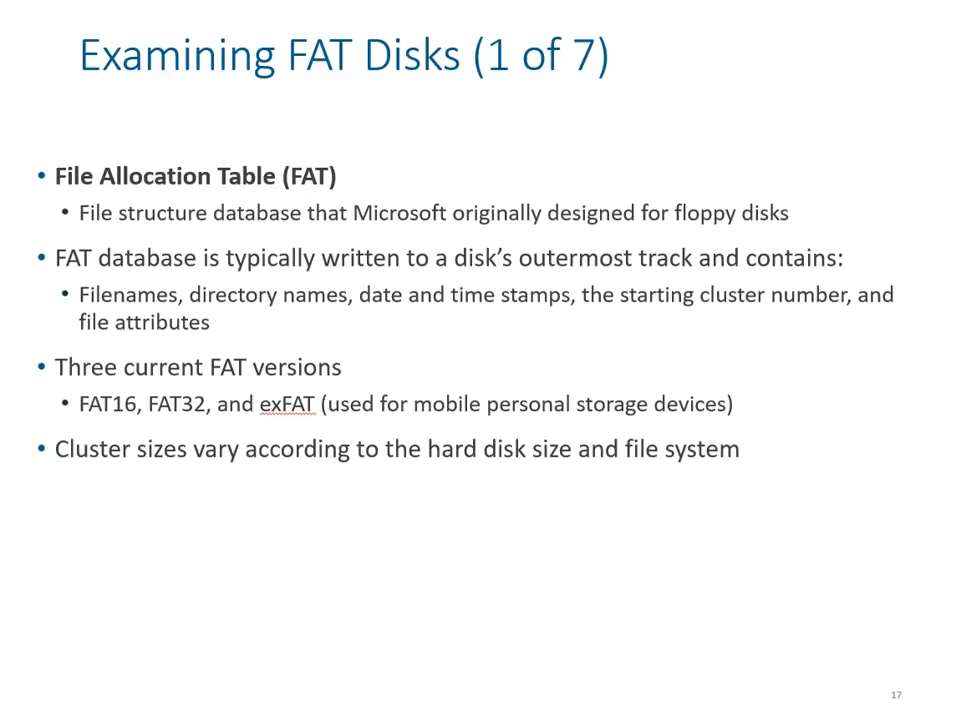 Examining FAT Disks (1 of 7)
• File Allocation Table (FAT)
• File structure database that Microsoft originally designed for floppy disks
• FAT database is typically written to a disk’s outermost track and contains:
• Filenames, directory names, date and time stamps, the starting cluster number, and
file attributes
• Three current FAT versions
• FAT16, FAT32, and exFAT (used for mobile personal storage devices)
• Cluster sizes vary according to the hard disk size and file system
17